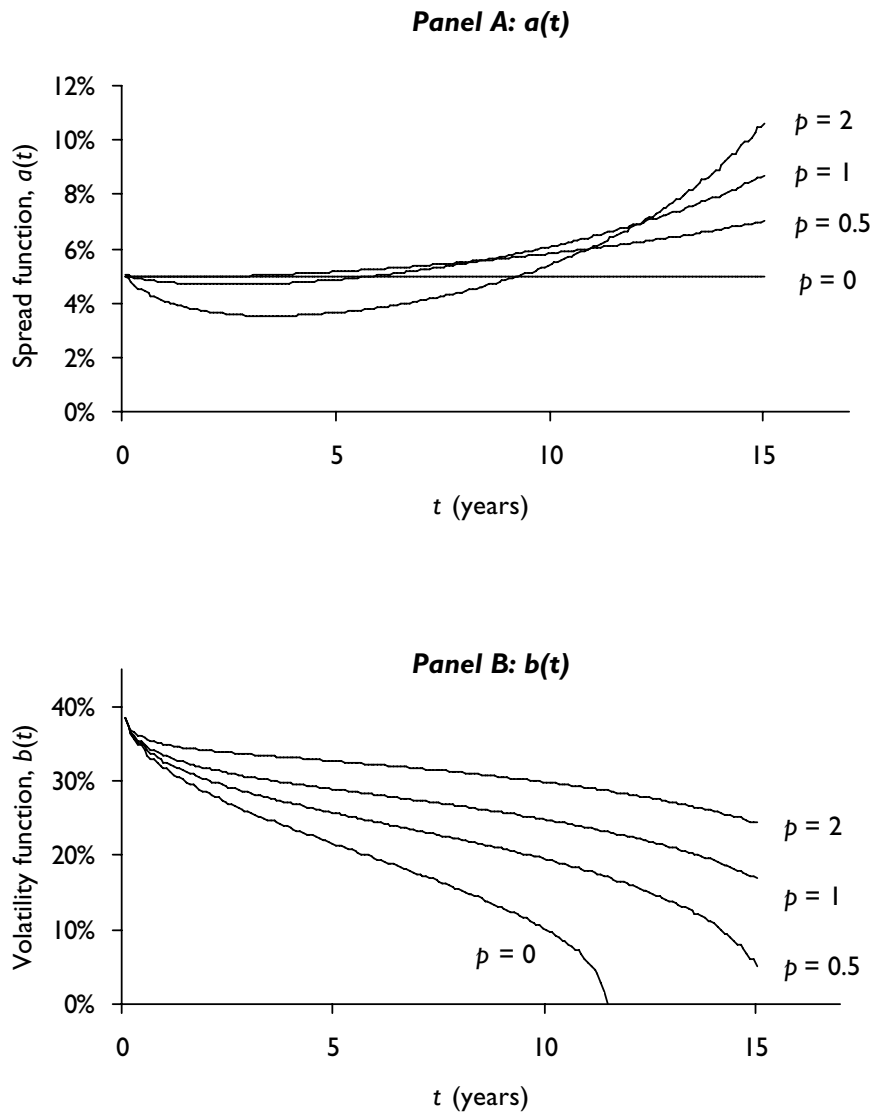 Panel A: a(t)
Spread function, a(t)
12%
10%
8%
6%
4%
2%
0%
0
5
10
15
t (years)
p = 2
p = 1
p = 0.5
p = 0
Panel B: b(t)
Volatility function, b(t)
40%
30%
20%
10%
0%
0
5
10
15
t (years)
p = 2
p = 1
p = 0.5
p = 0